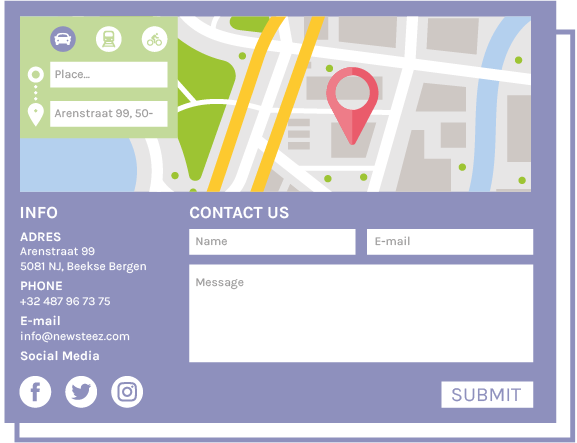 Place...
Arenstraat 99, 50-
INFO
ADRES
Arenstraat 99
5081 NJ, Beekse Bergen
PHONE
+32 487 96 73 75
E-mail
info@newsteez.com
Social Media
CONTACT US
Name
E-mail
Message
SUBMIT